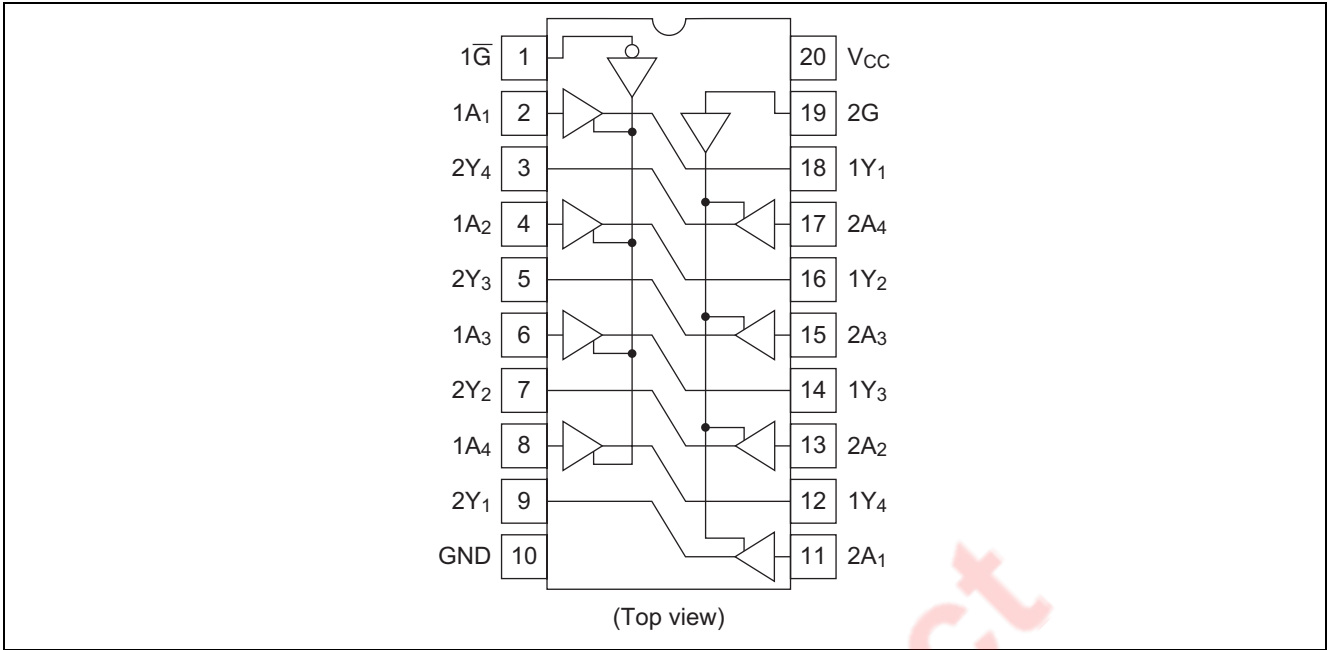 1G̅ 1 20 VCC
1A1 2 19 2G
2Y4 3 18 1Y1
1A2 4 17 2A4
2Y3 5 16 1Y2
1A3 6 15 2A3
2Y2 7 14 1Y3
1A4 8 13 2A2
2Y1 9 12 1Y4
GND 10 11 2A1
(Top view)
ct